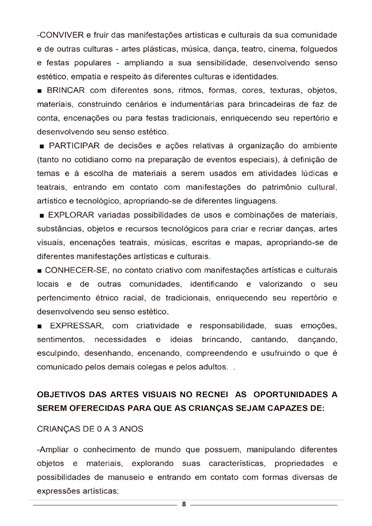 -CONVIVER e fruir das manifestações artísticas e culturais da sua comunidade
e de outras culturas - artes plásticas, música, dança, teatro, cinema, folguedos
e festas populares - ampliando a sua sensibilidade, desenvolvendo senso
estético, empatia e respeito às diferentes culturas e identidades.
■ BRINCAR com diferentes sons, ritmos, formas, cores, texturas, objetos,
materiais, construindo cenários e indumentárias para brincadeiras de faz de
conta, encenações ou para festas tradicionais, enriquecendo seu repertório e
desenvolvendo seu senso estético.
■ PARTICIPAR de decisões e ações relativas à organização do ambiente
(tanto no cotidiano como na preparação de eventos especiais), à definição de
temas e à escolha de materiais a serem usados em atividades lúdicas e
teatrais, entrando em contato com manifestações do patrimônio cultural,
artístico e tecnológico, apropriando-se de diferentes linguagens.
■ EXPLORAR variadas possibilidades de usos e combinações de materiais,
substâncias, objetos e recursos tecnológicos para criar e recriar danças, artes
visuais, encenações teatrais, músicas, escritas e mapas, apropriando-se de
diferentes manifestações artísticas e culturais.
■ CONHECER-SE, no contato criativo com manifestações artísticas e culturais
locais e de outras comunidades, identificando e valorizando o seu
pertencimento étnico racial, de tradicionais, enriquecendo seu repertório e
desenvolvendo seu senso estético.
■ EXPRESSAR, com criatividade e responsabilidade, suas emoções,
sentimentos, necessidades e ideias brincando, cantando, dançando,
esculpindo, desenhando, encenando, compreendendo e usufruindo o que é
comunicado pelos demais colegas e pelos adultos. .
OBJETIVOS DAS ARTES VISUAIS NO RECNEI AS OPORTUNIDADES A
SEREM OFERECIDAS PARA QUE AS CRIANÇAS SEJAM CAPAZES DE:
CRIANÇAS DE 0 A 3 ANOS
-Ampliar o conhecimento de mundo que possuem, manipulando diferentes
objetos e materiais, explorando suas características, propriedades e
possibilidades de manuseio e entrando em contato com formas diversas de
expressões artísticas;
8